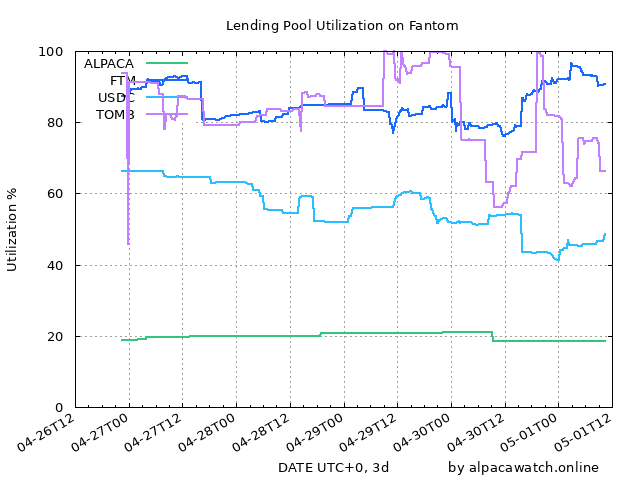 Lending Pool Utilization on Fantom
ALPACA
FTM
USDC
TOMB
Utilization %
100
80
60
40
20
0
04-26T12
04-27T00
04-27T12
04-28T00
04-28T12
04-29T00
04-29T12
04-30T00
04-30T12
05-01T00
05-01T12
DATE UTC+0, 3d
by alpacawatch.online